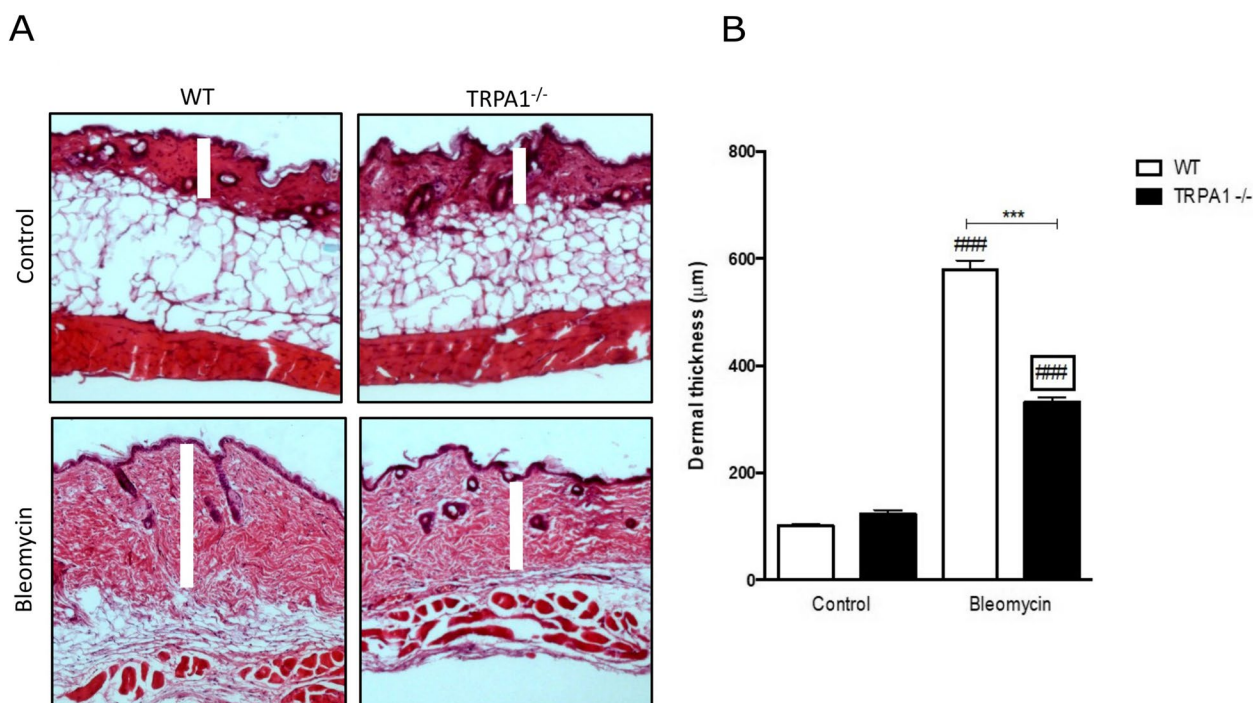 A
B
WT
TRPA1-/-
Control
Bleomycin
Dermal thickness (µm)
800
600
400
200
0
###
***
###
Control
Bleomycin
WT
TRPA1 -/-